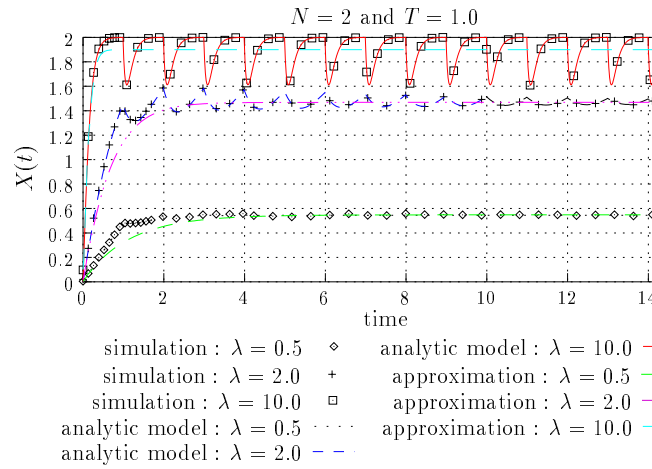 N = 2 and T = 1.0
X(t)
2
1.8
1.6
1.4
1.2
1
0.8
0.6
0.4
0.2
0
0 2 4 6 8 10 12 14
time
simulation : λ = 0.5
simulation : λ = 2.0
simulation : λ = 10.0
analytic model : λ = 0.5
analytic model : λ = 2.0
analytic model : λ = 10.0
approximation : λ = 0.5
approximation : λ = 2.0
approximation : λ = 10.0